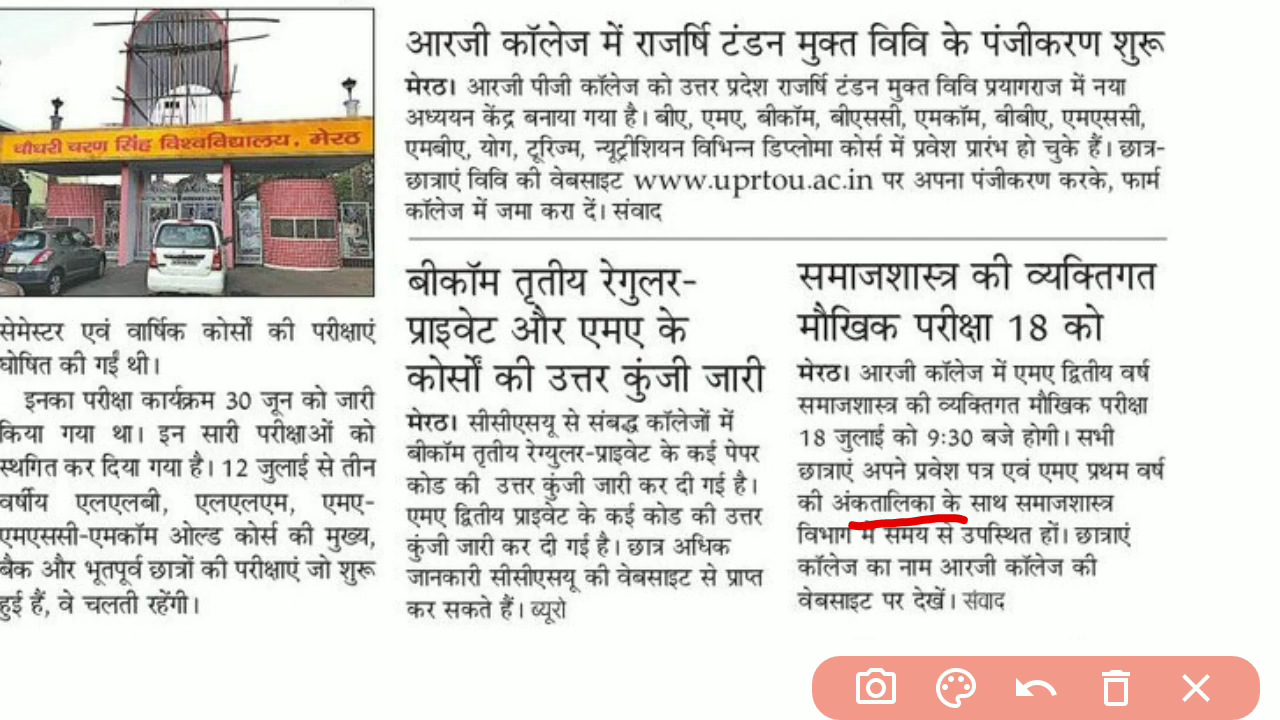 चौधरी चरण सिंह विश्वविद्यालय, मेरठ
सेमेस्टर एवं वार्षिक कोर्सों की परीक्षाएं
घोषित की गईं थी।
इनका परीक्षा कार्यक्रम 30 जून को जारी
किया गया था। इन सारी परीक्षाओं को
स्थगित कर दिया गया है। 12 जुलाई से तीन
वर्षीय एलएलबी, एलएलएम, एमए-
एमएससी-एमकॉम ओल्ड कोर्स की मुख्य,
बैक और भूतपूर्व छात्रों की परीक्षाएं जो शुरू
हुई हैं, वे चलती रहेंगी।
आरजी कॉलेज में राजर्षि टंडन मुक्त विवि के पंजीकरण शुरू
मेरठ। आरजी पीजी कॉलेज को उत्तर प्रदेश राजर्षि टंडन मुक्त विवि प्रयागराज में नया
अध्ययन केंद्र बनाया गया है। बीए, एमए, बीकॉम, बीएससी, एमकॉम, बीबीए, एमएससी,
एमबीए, योग, टूरिज्म, न्यूट्रीशियन विभिन्न डिप्लोमा कोर्स में प्रवेश प्रारंभ हो चुके हैं। छात्र-
छात्राएं विवि की वेबसाइट www.uprtou.ac.in पर अपना पंजीकरण करके, फार्म
कॉलेज में जमा करा दें। संवाद
बीकॉम तृतीय रेगुलर-
प्राइवेट और एमए के
कोर्सों की उत्तर कुंजी जारी
मेरठ। सीसीएसयू से संबद्ध कॉलेजों में
बीकॉम तृतीय रेग्युलर-प्राइवेट के कई पेपर
कोड की उत्तर कुंजी जारी कर दी गई है।
एमए द्वितीय प्राइवेट के कई कोड की उत्तर
कुंजी जारी कर दी गई है। छात्र अधिक
जानकारी सीसीएसयू की वेबसाइट से प्राप्त
कर सकते हैं। ब्यूरो
समाजशास्त्र की व्यक्तिगत
मौखिक परीक्षा 18 को
मेरठ। आरजी कॉलेज में एमए द्वितीय वर्ष
समाजशास्त्र की व्यक्तिगत मौखिक परीक्षा
18 जुलाई को 9:30 बजे होगी। सभी
छात्राएं अपने प्रवेश पत्र एवं एमए प्रथम वर्ष
की अंकतालिका के साथ समाजशास्त्र
विभाग में समय से उपस्थित हों। छात्राएं
कॉलेज का नाम आरजी कॉलेज की
वेबसाइट पर देखें। संवाद